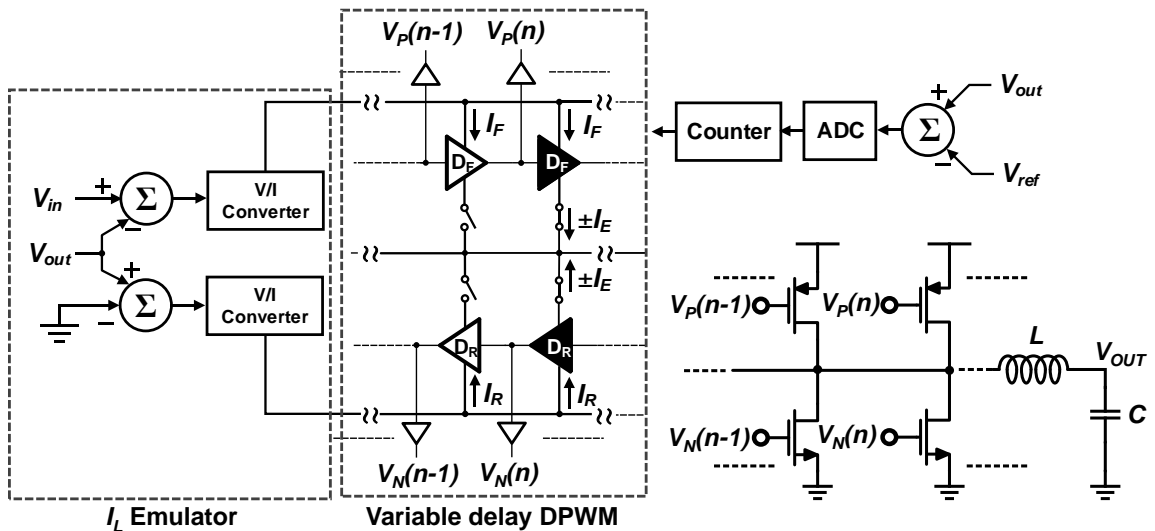 V_P(n-1) V_P(n)
I_F I_F
D_F D_F
V_in
V_out
+
−
Σ
+
−
Σ
V/I
Converter
V/I
Converter
±I_E
±I_E
D_R D_R
I_R I_R
V_N(n-1) V_N(n)
I_L Emulator
Variable delay DPWM
Counter
ADC
Σ
+
−
V_out
V_ref
V_P(n-1) V_P(n)
L
V_OUT
C
V_N(n-1) V_N(n)